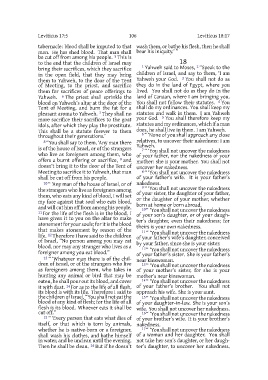 Leviticus 17:5
106
Leviticus 18:17
tabernacle: blood shall be imputed to that
man. He has shed blood. That man shall
be cut off from among his people. 5 This is
to the end that the children of Israel may
bring their sacrifices, which they sacrifice
in the open field, that they may bring
them to Yahweh, to the door of the Tent
of Meeting, to the priest, and sacrifice
them for sacrifices of peace offerings to
Yahweh. 6 The priest shall sprinkle the
blood on Yahweh's altar at the door of the
Tent of Meeting, and burn the fat for a
pleasant aroma to Yahweh. 7 They shall no
more sacrifice their sacrifices to the goat
idols, after which they play the prostitute.
This shall be a statute forever to them
throughout their generations.'
8 "You shall say to them, 'Any man there
is of the house of Israel, or of the strangers
who live as foreigners among them, who
offers a burnt offering or sacrifice, 9 and
doesn't bring it to the door of the Tent of
Meeting to sacrifice it to Yahweh, that man
shall be cut off from his people.
10 "'Any man of the house of Israel, or of
the strangers who live as foreigners among
them, who eats any kind of blood, I will set
my face against that soul who eats blood,
and will cut him off from among his people.
11 For the life of the flesh is in the blood. I
have given it to you on the altar to make
atonement for your souls; for it is the blood
that makes atonement by reason of the
life. 12 Therefore I have said to the children
of Israel, "No person among you may eat
blood, nor may any stranger who lives as a
foreigner among you eat blood."
13 "'Whatever man there is of the chil-
dren of Israel, or of the strangers who live
as foreigners among them, who takes in
hunting any animal or bird that may be
eaten, he shall pour out its blood, and cover
it with dust. 14 For as to the life of all flesh,
its blood is with its life. Therefore I said to
the children of Israel, "You shall not eat the
blood of any kind of flesh; for the life of all
flesh is its blood. Whoever eats it shall be
cut off."
15 "'Every person that eats what dies of
itself, or that which is torn by animals,
whether he is native-born or a foreigner,
shall wash his clothes, and bathe himself
in water, and be unclean until the evening.
Then he shall be clean. 16 But if he doesn't
wash them, or bathe his flesh, then he shall
bear his iniquity.'"
18
1 Yahweh said to Moses, 2 "Speak to the
children of Israel, and say to them, 'I am
Yahweh your God. 3 You shall not do as
they do in the land of Egypt, where you
lived. You shall not do as they do in the
land of Canaan, where I am bringing you.
You shall not follow their statutes. 4 You
shall do my ordinances. You shall keep my
statutes and walk in them. I am Yahweh
your God. 5 You shall therefore keep my
statutes and my ordinances, which if a man
does, he shall live in them. I am Yahweh.
6 "'None of you shall approach any close
relatives, to uncover their nakedness: I am
Yahweh.
7 "'You shall not uncover the nakedness
of your father, nor the nakedness of your
mother: she is your mother. You shall not
uncover her nakedness.
8 "'You shall not uncover the nakedness
of your father's wife. It is your father's
nakedness.
9 "'You shall not uncover the nakedness
of your sister, the daughter of your father,
or the daughter of your mother, whether
born at home or born abroad.
10 "'You shall not uncover the nakedness
of your son's daughter, or of your daugh-
ter's daughter, even their nakedness; for
theirs is your own nakedness.
11 "'You shall not uncover the nakedness
of your father's wife's daughter, conceived
by your father, since she is your sister.
12 "'You shall not uncover the nakedness
of your father's sister. She is your father's
near kinswoman.
13 "'You shall not uncover the nakedness
of your mother's sister, for she is your
mother's near kinswoman.
14 "'You shall not uncover the nakedness
of your father's brother. You shall not
approach his wife. She is your aunt.
15 "'You shall not uncover the nakedness
of your daughter-in-law. She is your son's
wife. You shall not uncover her nakedness.
16 "'You shall not uncover the nakedness
of your brother's wife. It is your brother's
nakedness.
17 "'You shall not uncover the nakedness
of a woman and her daughter. You shall
not take her son's daughter, or her daugh-
ter's daughter, to uncover her nakedness.